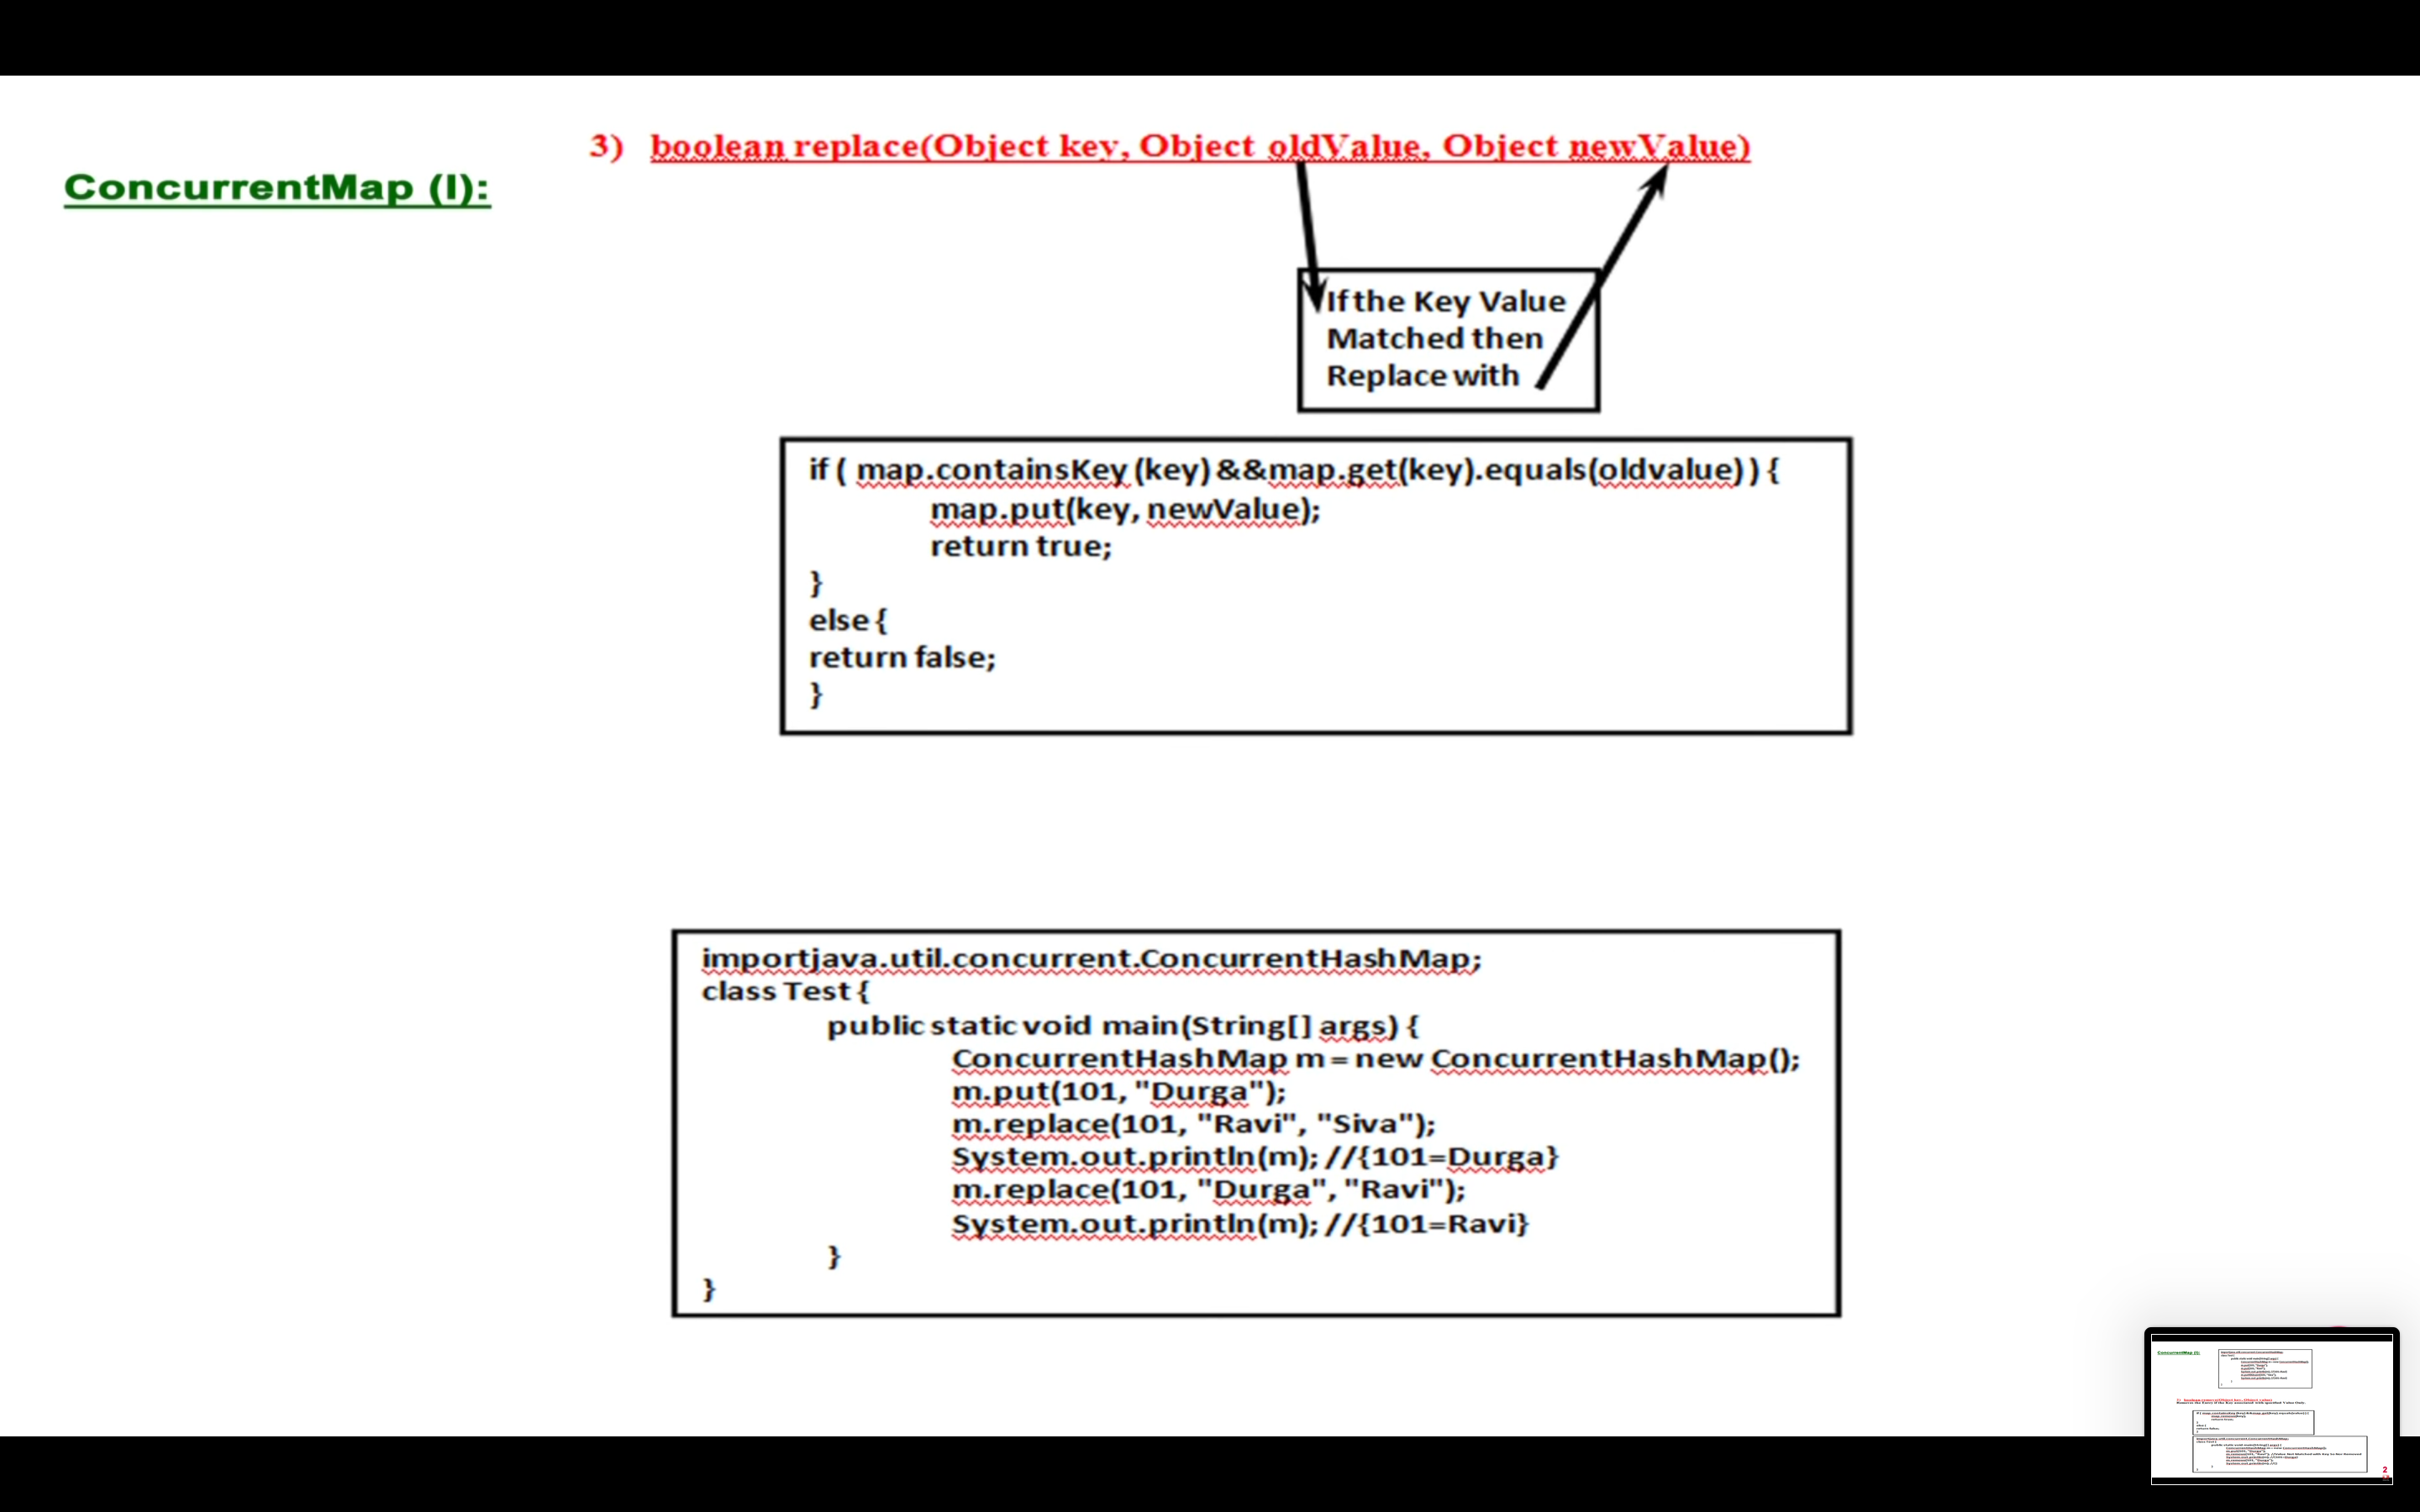 ConcurrentMap (I):
3) boolean replace(Object key, Object oldValue, Object newValue)
If the Key Value
Matched then
Replace with
if ( map.containsKey (key) &&map.get(key).equals(oldvalue) ) {
map.put(key, newValue);
return true;
}
else {
return false;
}
importjava.util.concurrent.ConcurrentHashMap;
class Test {
public static void main(String[] args) {
ConcurrentHashMap m = new ConcurrentHashMap();
m.put(101, "Durga");
m.replace(101, "Ravi", "Siva");
System.out.println(m); //{101=Durga}
m.replace(101, "Durga", "Ravi");
System.out.println(m); //{101=Ravi}
}
}
ConcurrentMap (I):
2